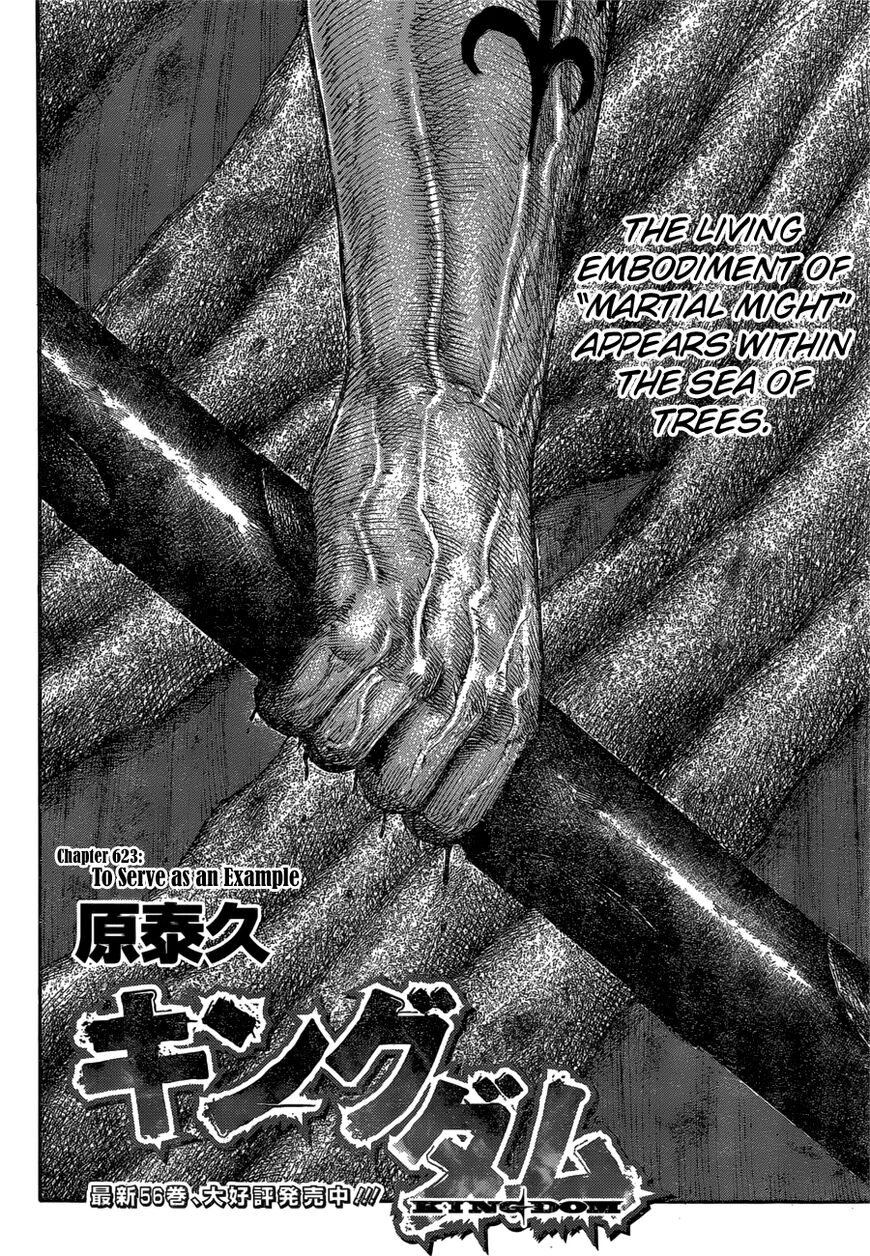 THE LIVING
EMBODIMENT OF
"MARTIAL MIGHT"
APPEARS WITHIN
THE SEA OF
TREES.
Chapter 623:
To Serve as an Example
原泰久
キングダム
KINGDOM
最新56巻、大好評発売中!!!